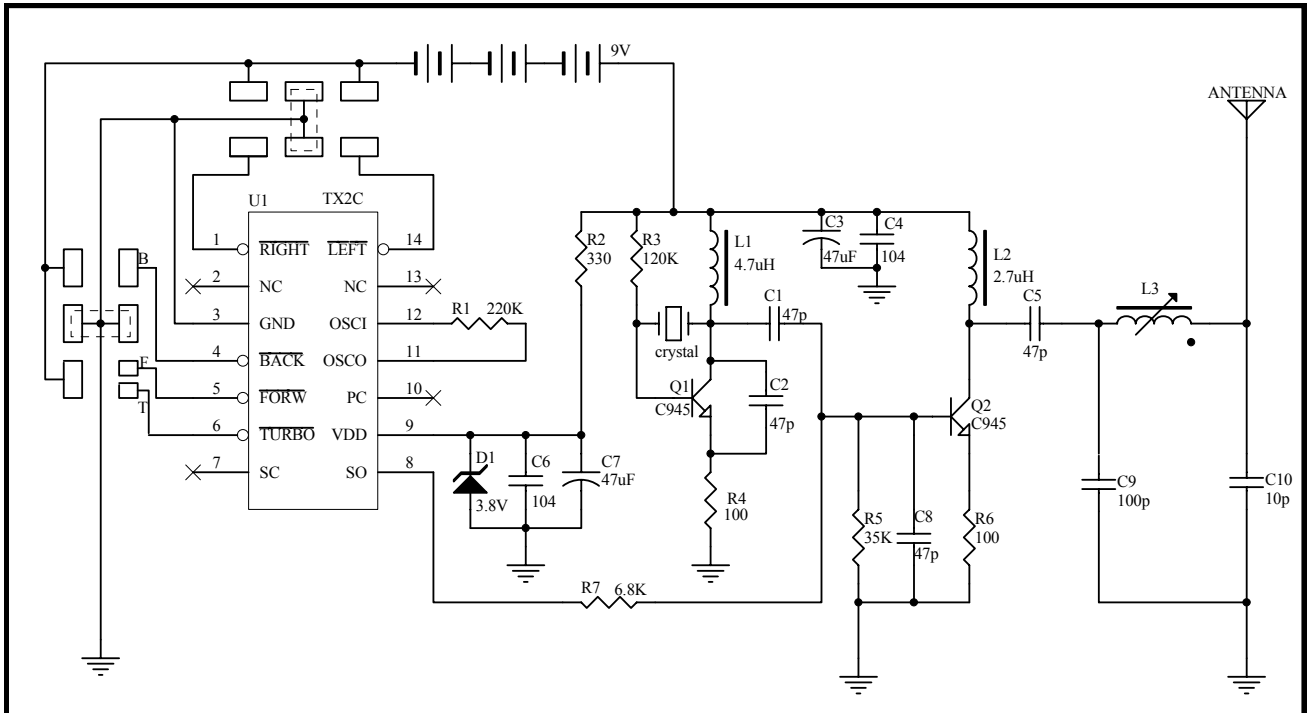 9V
ANTENNA
U1 TX2C
1 RIGHT LEFT 14
2 NC NC 13
3 GND OSCI 12
4 BACK OSCO 11
5 FORW PC 10
6 TURBO VDD 9
7 SC SO 8
B
F
T
R1 220K
R2
330
R3
120K
L1
4.7uH
C3
47uF
C4
104
L2
2.7uH
C1
47p
crystal
C5
47p
L3
Q1
C945
C2
47p
Q2
C945
D1
3.8V
C6
104
C7
47uF
R4
100
R5
35K
C8
47p
R6
100
C9
100p
C10
10p
R7 6.8K